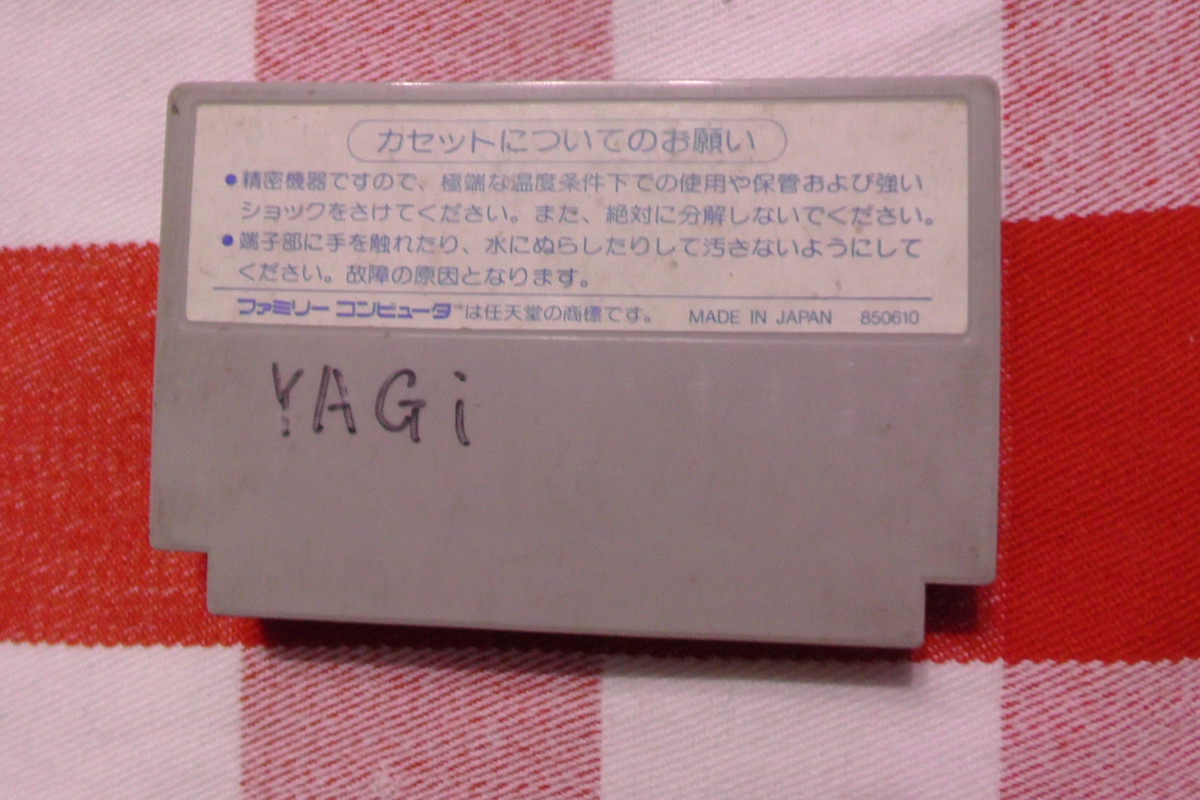 カセットについてのお願い
●精密機器ですので、極端な温度条件下での使用や保管および強い
ショックをさけてください。また、絶対に分解しないでください。
●端子部に手を触れたり、水にぬらしたりして汚さないようにして
ください。故障の原因となります。
ファミリー コンピュータ™は任天堂の商標です。 MADE IN JAPAN 850610
YAGi